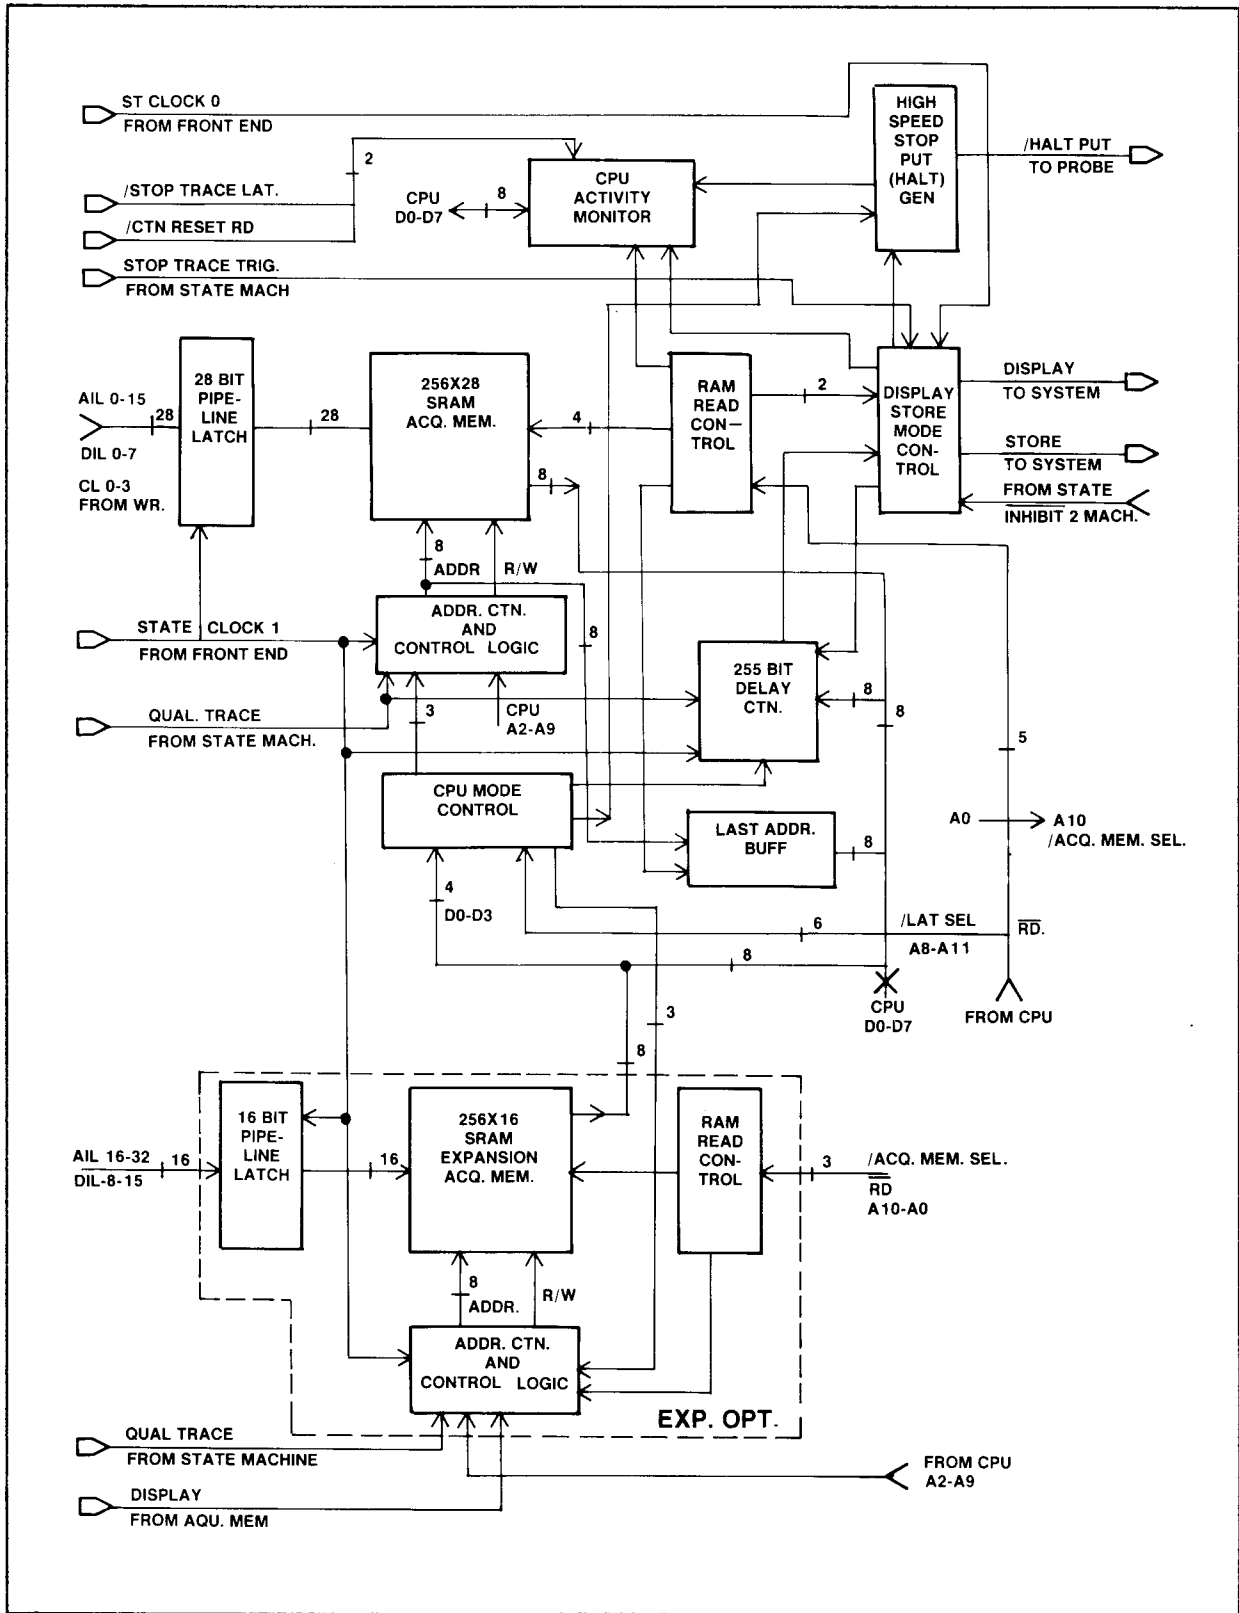 ST CLOCK 0
FROM FRONT END
2
/STOP TRACE LAT.
/CTN RESET RD
STOP TRACE TRIG.
FROM STATE MACH
CPU
D0-D7
8
CPU
ACTIVITY
MONITOR
HIGH
SPEED
STOP
PUT
(HALT)
GEN
/HALT PUT
TO PROBE
AIL 0-15
28
DIL 0-7
CL 0-3
FROM WR.
28 BIT
PIPE-
LINE
LATCH
28
256X28
SRAM
ACQ. MEM.
4
8
RAM
READ
CON-
TROL
2
DISPLAY
STORE
MODE
CON-
TROL
DISPLAY
TO SYSTEM
STORE
TO SYSTEM
FROM STATE
INHIBIT 2 MACH.
8
ADDR
R/W
STATE CLOCK 1
FROM FRONT END
ADDR. CTN.
AND
CONTROL LOGIC
8
QUAL. TRACE
FROM STATE MACH.
3
CPU
A2-A9
255 BIT
DELAY
CTN.
8
8
5
CPU MODE
CONTROL
LAST ADDR.
BUFF
8
A0
A10
/ACQ. MEM. SEL.
4
D0-D3
6
/LAT SEL
A8-A11
RD.
8
CPU
D0-D7
FROM CPU
3
8
AIL 16-32
16
DIL-8-15
16 BIT
PIPE-
LINE
LATCH
16
256X16
SRAM
EXPANSION
ACQ. MEM.
RAM
READ
CON-
TROL
3
/ACQ. MEM. SEL.
RD
A10-A0
8
ADDR.
R/W
ADDR. CTN.
AND
CONTROL LOGIC
EXP. OPT.
QUAL TRACE
FROM STATE MACHINE
FROM CPU
A2-A9
DISPLAY
FROM AQU. MEM